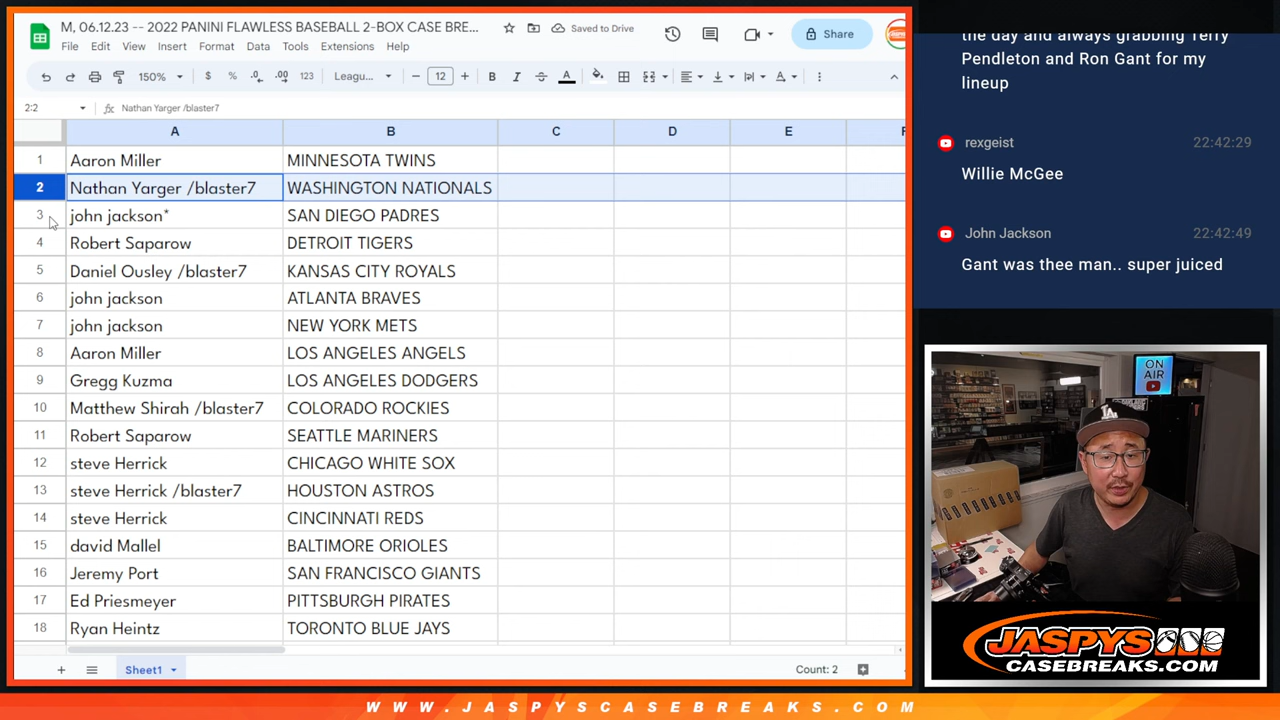 M, 06.12.23 -- 2022 PANINI FLAWLESS BASEBALL 2-BOX CASE BRE...
Saved to Drive
Share
File Edit View Insert Format Data Tools Extensions Help
150% $ % .0 .00 123 Leagu... − 12 + B I A
2:2 fx Nathan Yarger /blaster7
A B C D E F
1 Aaron Miller MINNESOTA TWINS
2 Nathan Yarger /blaster7 WASHINGTON NATIONALS
3 john jackson* SAN DIEGO PADRES
4 Robert Saparow DETROIT TIGERS
5 Daniel Ousley /blaster7 KANSAS CITY ROYALS
6 john jackson ATLANTA BRAVES
7 john jackson NEW YORK METS
8 Aaron Miller LOS ANGELES ANGELS
9 Gregg Kuzma LOS ANGELES DODGERS
10 Matthew Shirah /blaster7 COLORADO ROCKIES
11 Robert Saparow SEATTLE MARINERS
12 steve Herrick CHICAGO WHITE SOX
13 steve Herrick /blaster7 HOUSTON ASTROS
14 steve Herrick CINCINNATI REDS
15 david Mallel BALTIMORE ORIOLES
16 Jeremy Port SAN FRANCISCO GIANTS
17 Ed Priesmeyer PITTSBURGH PIRATES
18 Ryan Heintz TORONTO BLUE JAYS
+ Sheet1 Count: 2
the day and always grabbing Terry
Pendleton and Ron Gant for my
lineup
rexgeist 22:42:29
Willie McGee
John Jackson 22:42:49
Gant was thee man.. super juiced
ON
AIR
LA
JASPYS
CASEBREAKS.COM
WWW.JASPYSCASEBREAKS.COM